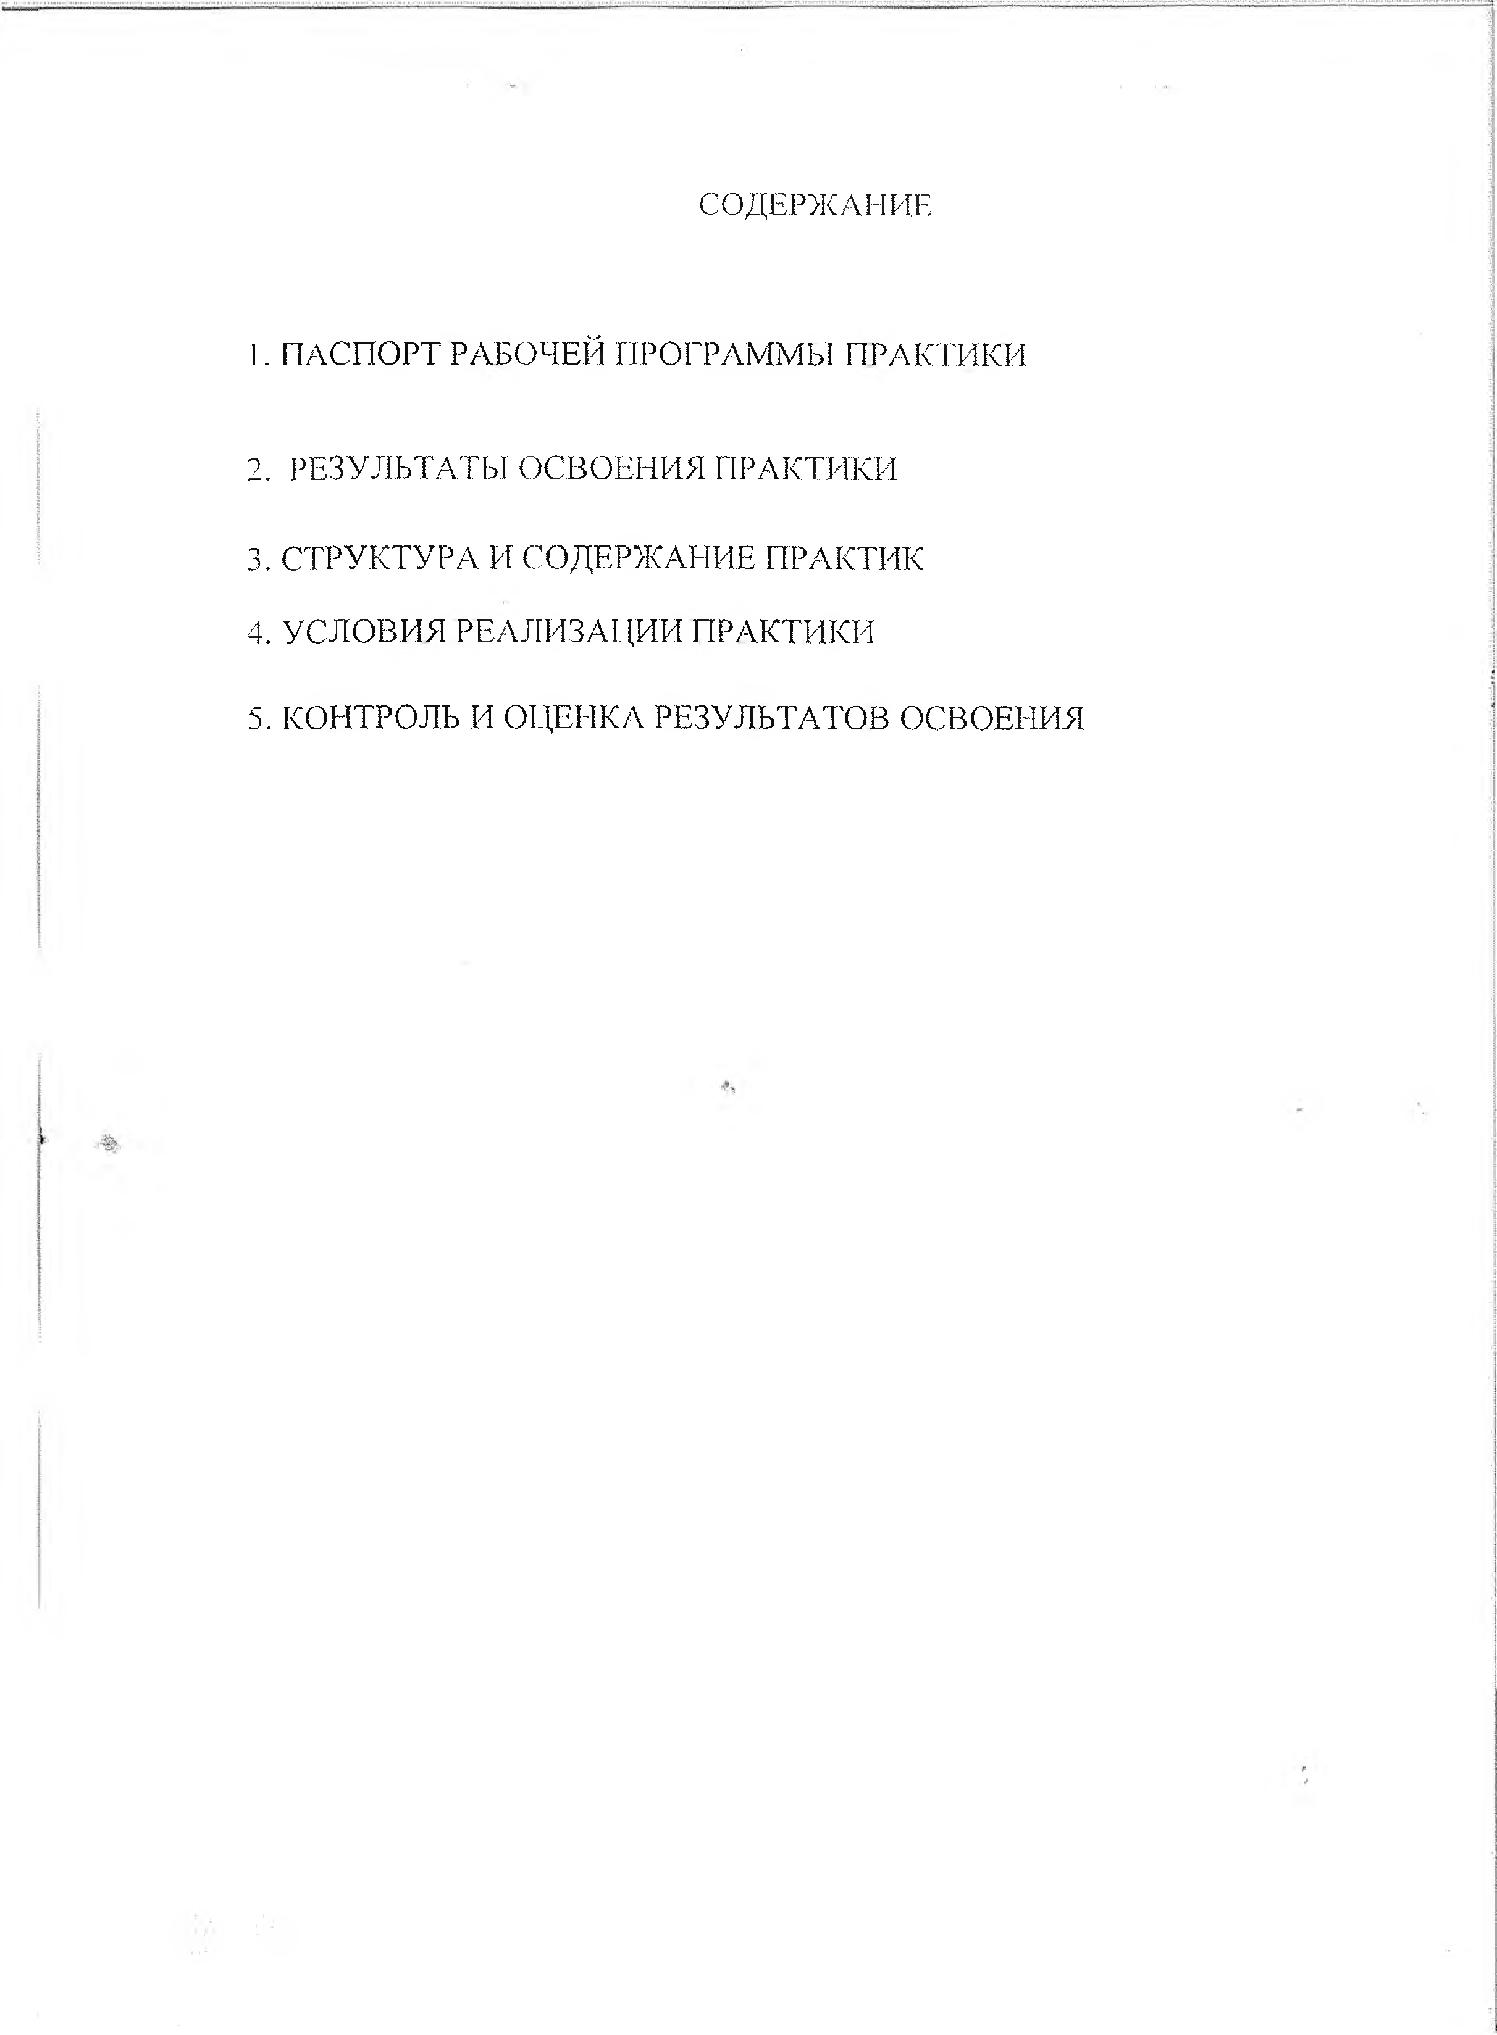 СОДЕРЖАНИЕ
1. ПАСПОРТ РАБОЧЕЙ ПРОГРАММЫ ПРАКТИКИ
2. РЕЗУЛЬТАТЫ ОСВОЕНИЯ ПРАКТИКИ
3. СТРУКТУРА И СОДЕРЖАНИЕ ПРАКТИК
4. УСЛОВИЯ РЕАЛИЗАЦИИ ПРАКТИКИ
5. КОНТРОЛЬ И ОЦЕНКА РЕЗУЛЬТАТОВ ОСВОЕНИЯ